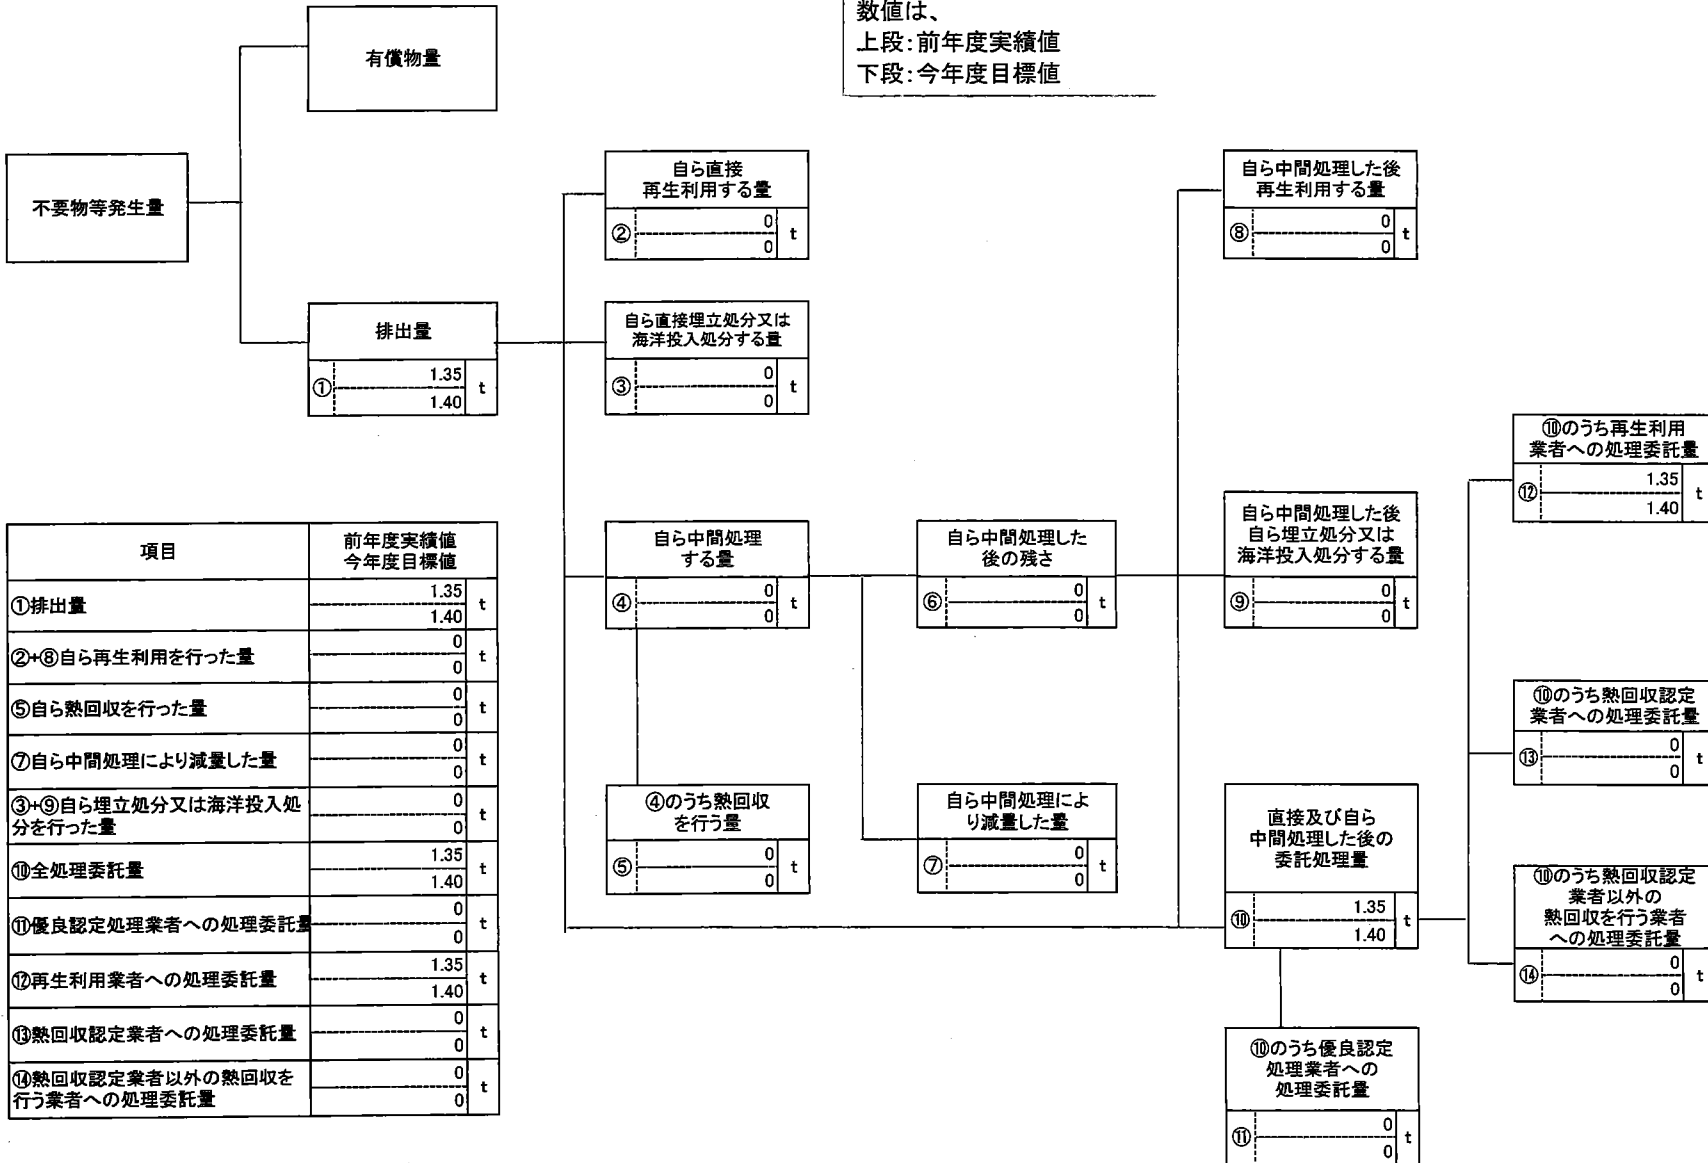 数値は、
上段：前年度実績値
下段：今年度目標値
有償物量
不要物等発生量
排出量
① 1.35 t
1.40
自ら直接
再生利用する量
② 0 t
0
自ら直接埋立処分又は
海洋投入処分する量
③ 0 t
0
自ら中間処理
する量
④ 0 t
0
④のうち熱回収
を行う量
⑤ 0 t
0
自ら中間処理した
後の残さ
⑥ 0 t
0
自ら中間処理によ
り減量した量
⑦ 0 t
0
自ら中間処理した後
再生利用する量
⑧ 0 t
0
自ら中間処理した後
自ら埋立処分又は
海洋投入処分する量
⑨ 0 t
0
直接及び自ら
中間処理した後の
委託処理量
⑩ 1.35 t
1.40
⑩のうち優良認定
処理業者への
処理委託量
⑪ 0 t
0
⑩のうち再生利用
業者への処理委託量
⑫ 1.35 t
1.40
⑩のうち熱回収認定
業者への処理委託量
⑬ 0 t
0
⑩のうち熱回収認定
業者以外の
熱回収を行う業者
への処理委託量
⑭ 0 t
0
項目 前年度実績値
今年度目標値
①排出量 1.35 t
1.40
②+⑧自ら再生利用を行った量 0 t
0
⑤自ら熱回収を行った量 0 t
0
⑦自ら中間処理により減量した量 0 t
0
③+⑨自ら埋立処分又は海洋投入処 0 t
分を行った量 0
⑩全処理委託量 1.35 t
1.40
⑪優良認定処理業者への処理委託量 0 t
0
⑫再生利用業者への処理委託量 1.35 t
1.40
⑬熱回収認定業者への処理委託量 0 t
0
⑭熱回収認定業者以外の熱回収を 0 t
行う業者への処理委託量 0